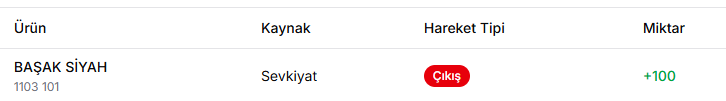 Ürün Kaynak Hareket Tipi Miktar
BAŞAK SİYAH Sevkiyat Çıkış +100
1103 101